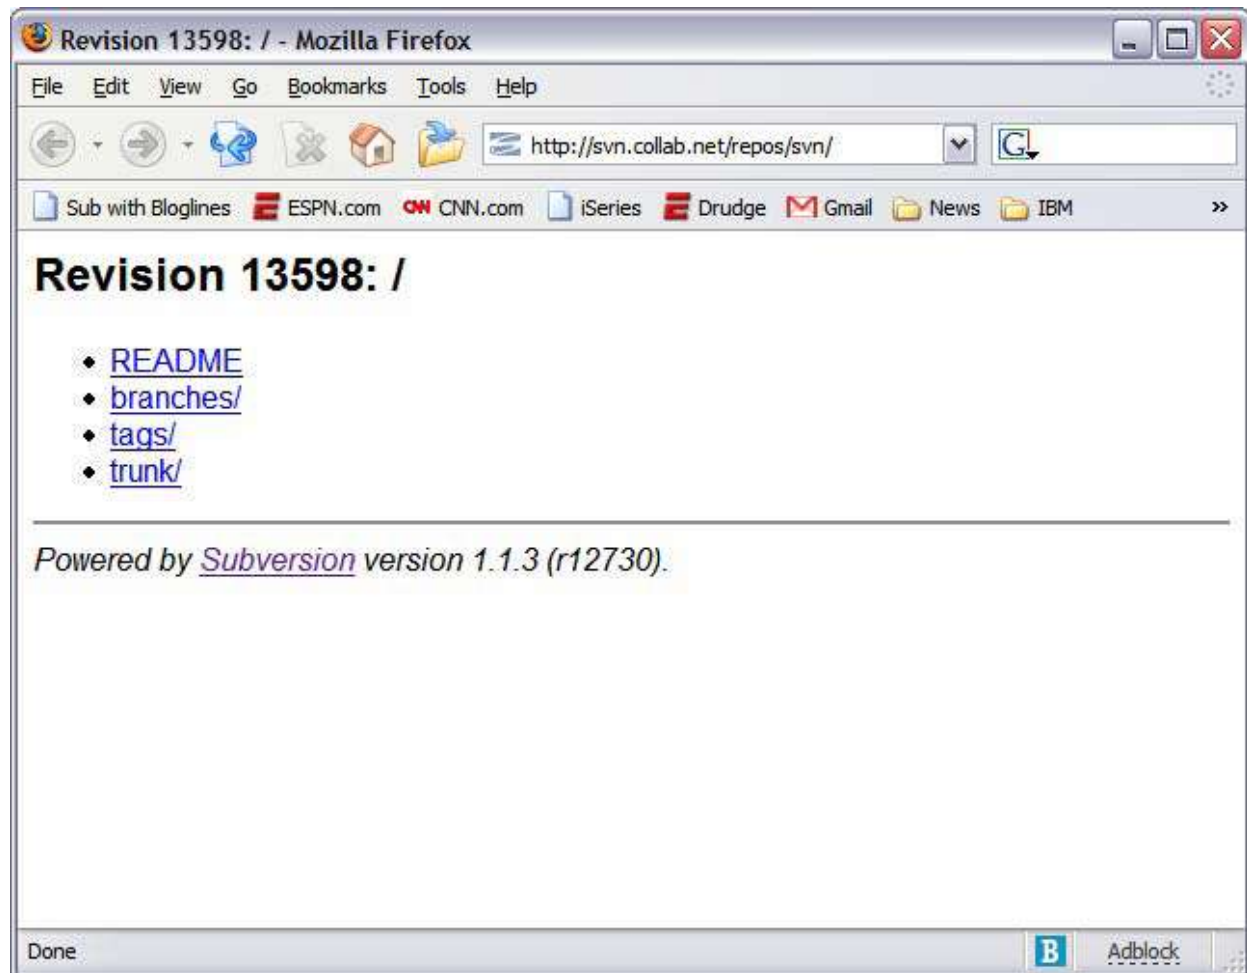 Revision 13598: / - Mozilla Firefox
File Edit View Go Bookmarks Tools Help
http://svn.collab.net/repos/svn/ G
Sub with Bloglines ESPN.com CNN CNN.com iSeries Drudge Gmail News IBM »
Revision 13598: /
README
branches/
tags/
trunk/
Powered by Subversion version 1.1.3 (r12730).
Done B Adblock